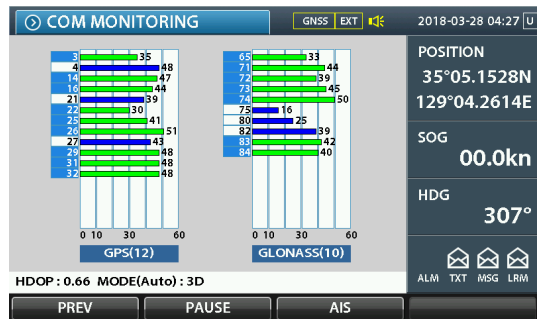 COM MONITORING
GNSS EXT
2018-03-28 04:27 U
3 35
4 48
14 47
16 44
21 39
22 30
25 41
26 51
27 43
29 48
31 48
32 48
0 10 30 60
GPS(12)
65 33
71 44
72 39
73 45
74 50
75 16
80 25
82 39
83 42
84 40
0 10 30 60
GLONASS(10)
HDOP : 0.66 MODE(Auto) : 3D
POSITION
35°05.1528N
129°04.2614E
SOG
00.0kn
HDG
307°
ALM TXT MSG LRM
PREV PAUSE AIS